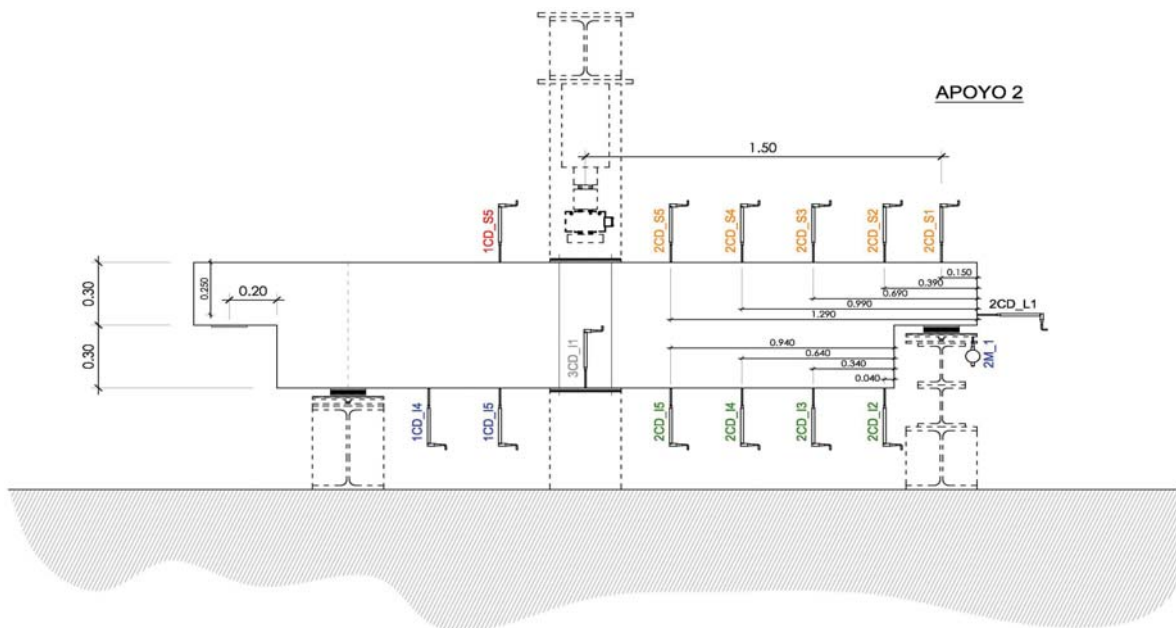 APOYO 2
1.50
1CD_S5
2CD_S5
2CD_S4
2CD_S3
2CD_S2
2CD_S1
0.30
0.250
0.20
0.150
0.390
0.690
0.990
1.290
2CD_L1
0.30
3CD_I1
0.940
0.640
0.340
0.040
2M_1
1CD_I4
1CD_I5
2CD_I5
2CD_I4
2CD_I3
2CD_I2